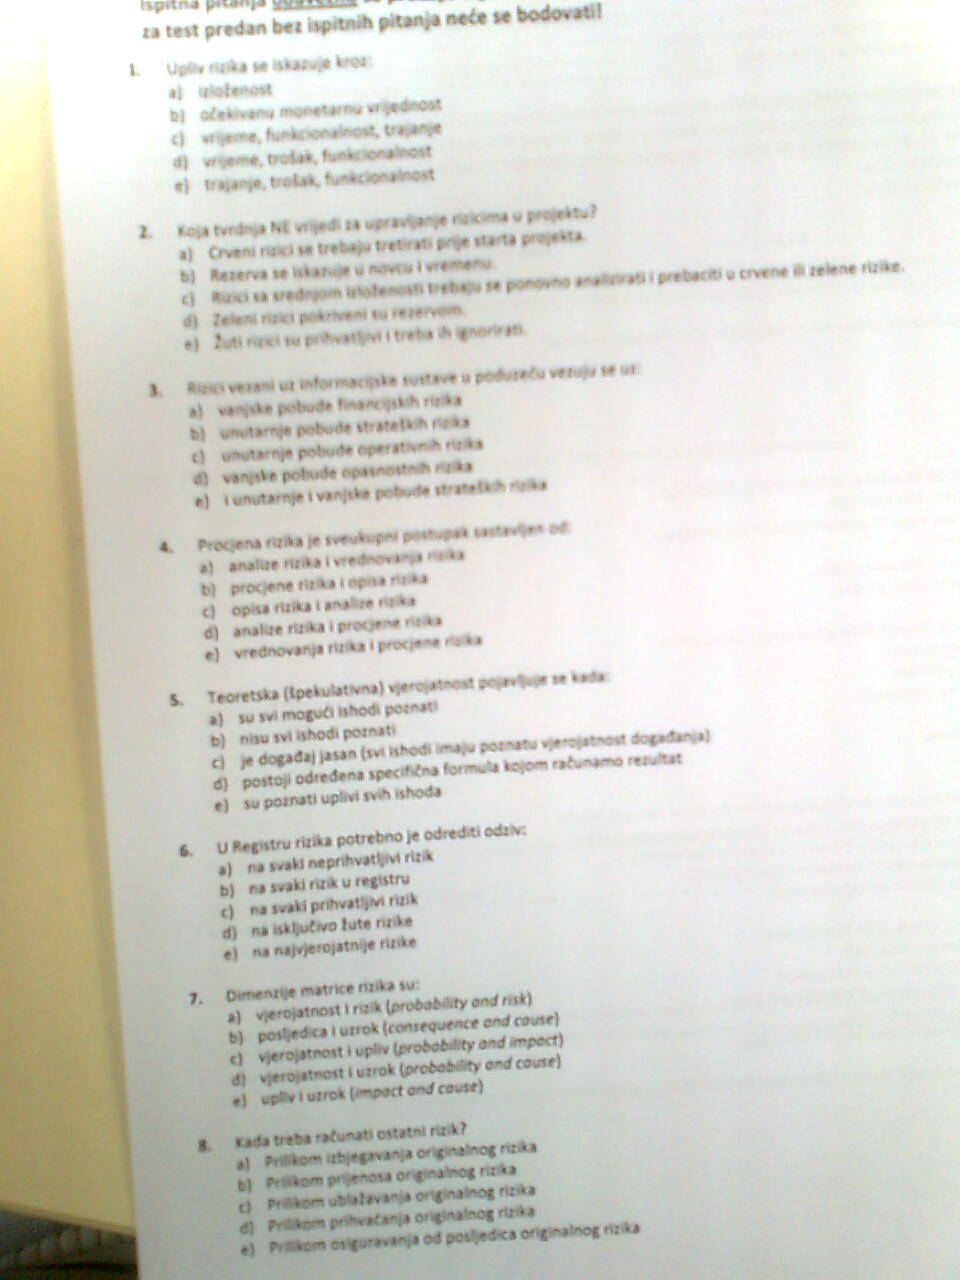 Ispitna pitanja
za test predan bez ispitnih pitanja neće se bodovati!
1. Upliv rizika se iskazuje kroz:
a) izloženost
b) očekivanu monetarnu vrijednost
c) vrijeme, funkcionalnost, trajanje
d) vrijeme, trošak, funkcionalnost
e) trajanje, trošak, funkcionalnost
2. Koja tvrdnja NE vrijedi za upravljanje rizicima u projektu?
a) Crveni rizici se trebaju tretirati prije starta projekta.
b) Rezerva se iskazuje u novcu i vremenu.
c) Rizici sa srednjom izloženosti trebaju se ponovno analizirati i prebaciti u crvene ili zelene rizike.
d) Zeleni rizici pokriveni su rezervom.
e) Žuti rizici su prihvatljivi i treba ih ignorirati.
3. Rizici vezani uz informacijske sustave u poduzeću vezuju se uz:
a) vanjske pobude financijskih rizika
b) unutarnje pobude strateških rizika
c) unutarnje pobude operativnih rizika
d) vanjske pobude opasnostnih rizika
e) i unutarnje i vanjske pobude strateških rizika
4. Procjena rizika je sveukupni postupak sastavljen od:
a) analize rizika i vrednovanja rizika
b) procjene rizika i opisa rizika
c) opisa rizika i analize rizika
d) analize rizika i procjene rizika
e) vrednovanja rizika i procjene rizika
5. Teoretska (špekulativna) vjerojatnost pojavljuje se kada:
a) su svi mogući ishodi poznati
b) nisu svi ishodi poznati
c) je događaj jasan (svi ishodi imaju poznatu vjerojatnost događanja)
d) postoji određena specifična formula kojom računamo rezultat
e) su poznati uplivi svih ishoda
6. U Registru rizika potrebno je odrediti odziv:
a) na svaki neprihvatljivi rizik
b) na svaki rizik u registru
c) na svaki prihvatljivi rizik
d) na isključivo žute rizike
e) na najvjerojatnije rizike
7. Dimenzije matrice rizika su:
a) vjerojatnost i rizik (probability and risk)
b) posljedica i uzrok (consequence and cause)
c) vjerojatnost i upliv (probability and impact)
d) vjerojatnost i uzrok (probability and cause)
e) upliv i uzrok (impact and cause)
8. Kada treba računati ostatni rizik?
a) Prilikom izbjegavanja originalnog rizika
b) Prilikom prijenosa originalnog rizika
c) Prilikom ublažavanja originalnog rizika
d) Prilikom prihvaćanja originalnog rizika
e) Prilikom osiguravanja od posljedica originalnog rizika